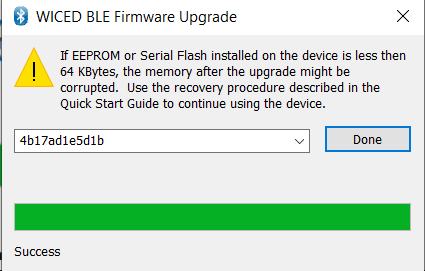 WICED BLE Firmware Upgrade
If EEPROM or Serial Flash installed on the device is less then
64 KBytes, the memory after the upgrade might be
corrupted.  Use the recovery procedure described in the
Quick Start Guide to continue using the device.
4b17ad1e5d1b
Done
Success